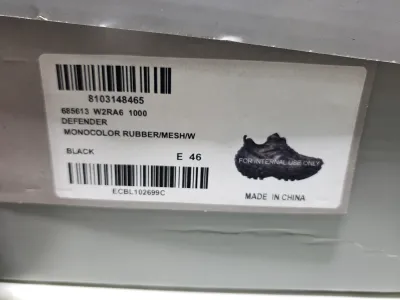 8103148465
685613 W2RA6 1000
DEFENDER
MONOCOLOR RUBBER/MESH/W
BLACK
E 46
FOR INTERNAL USE ONLY
ECBL102699C
MADE IN CHINA